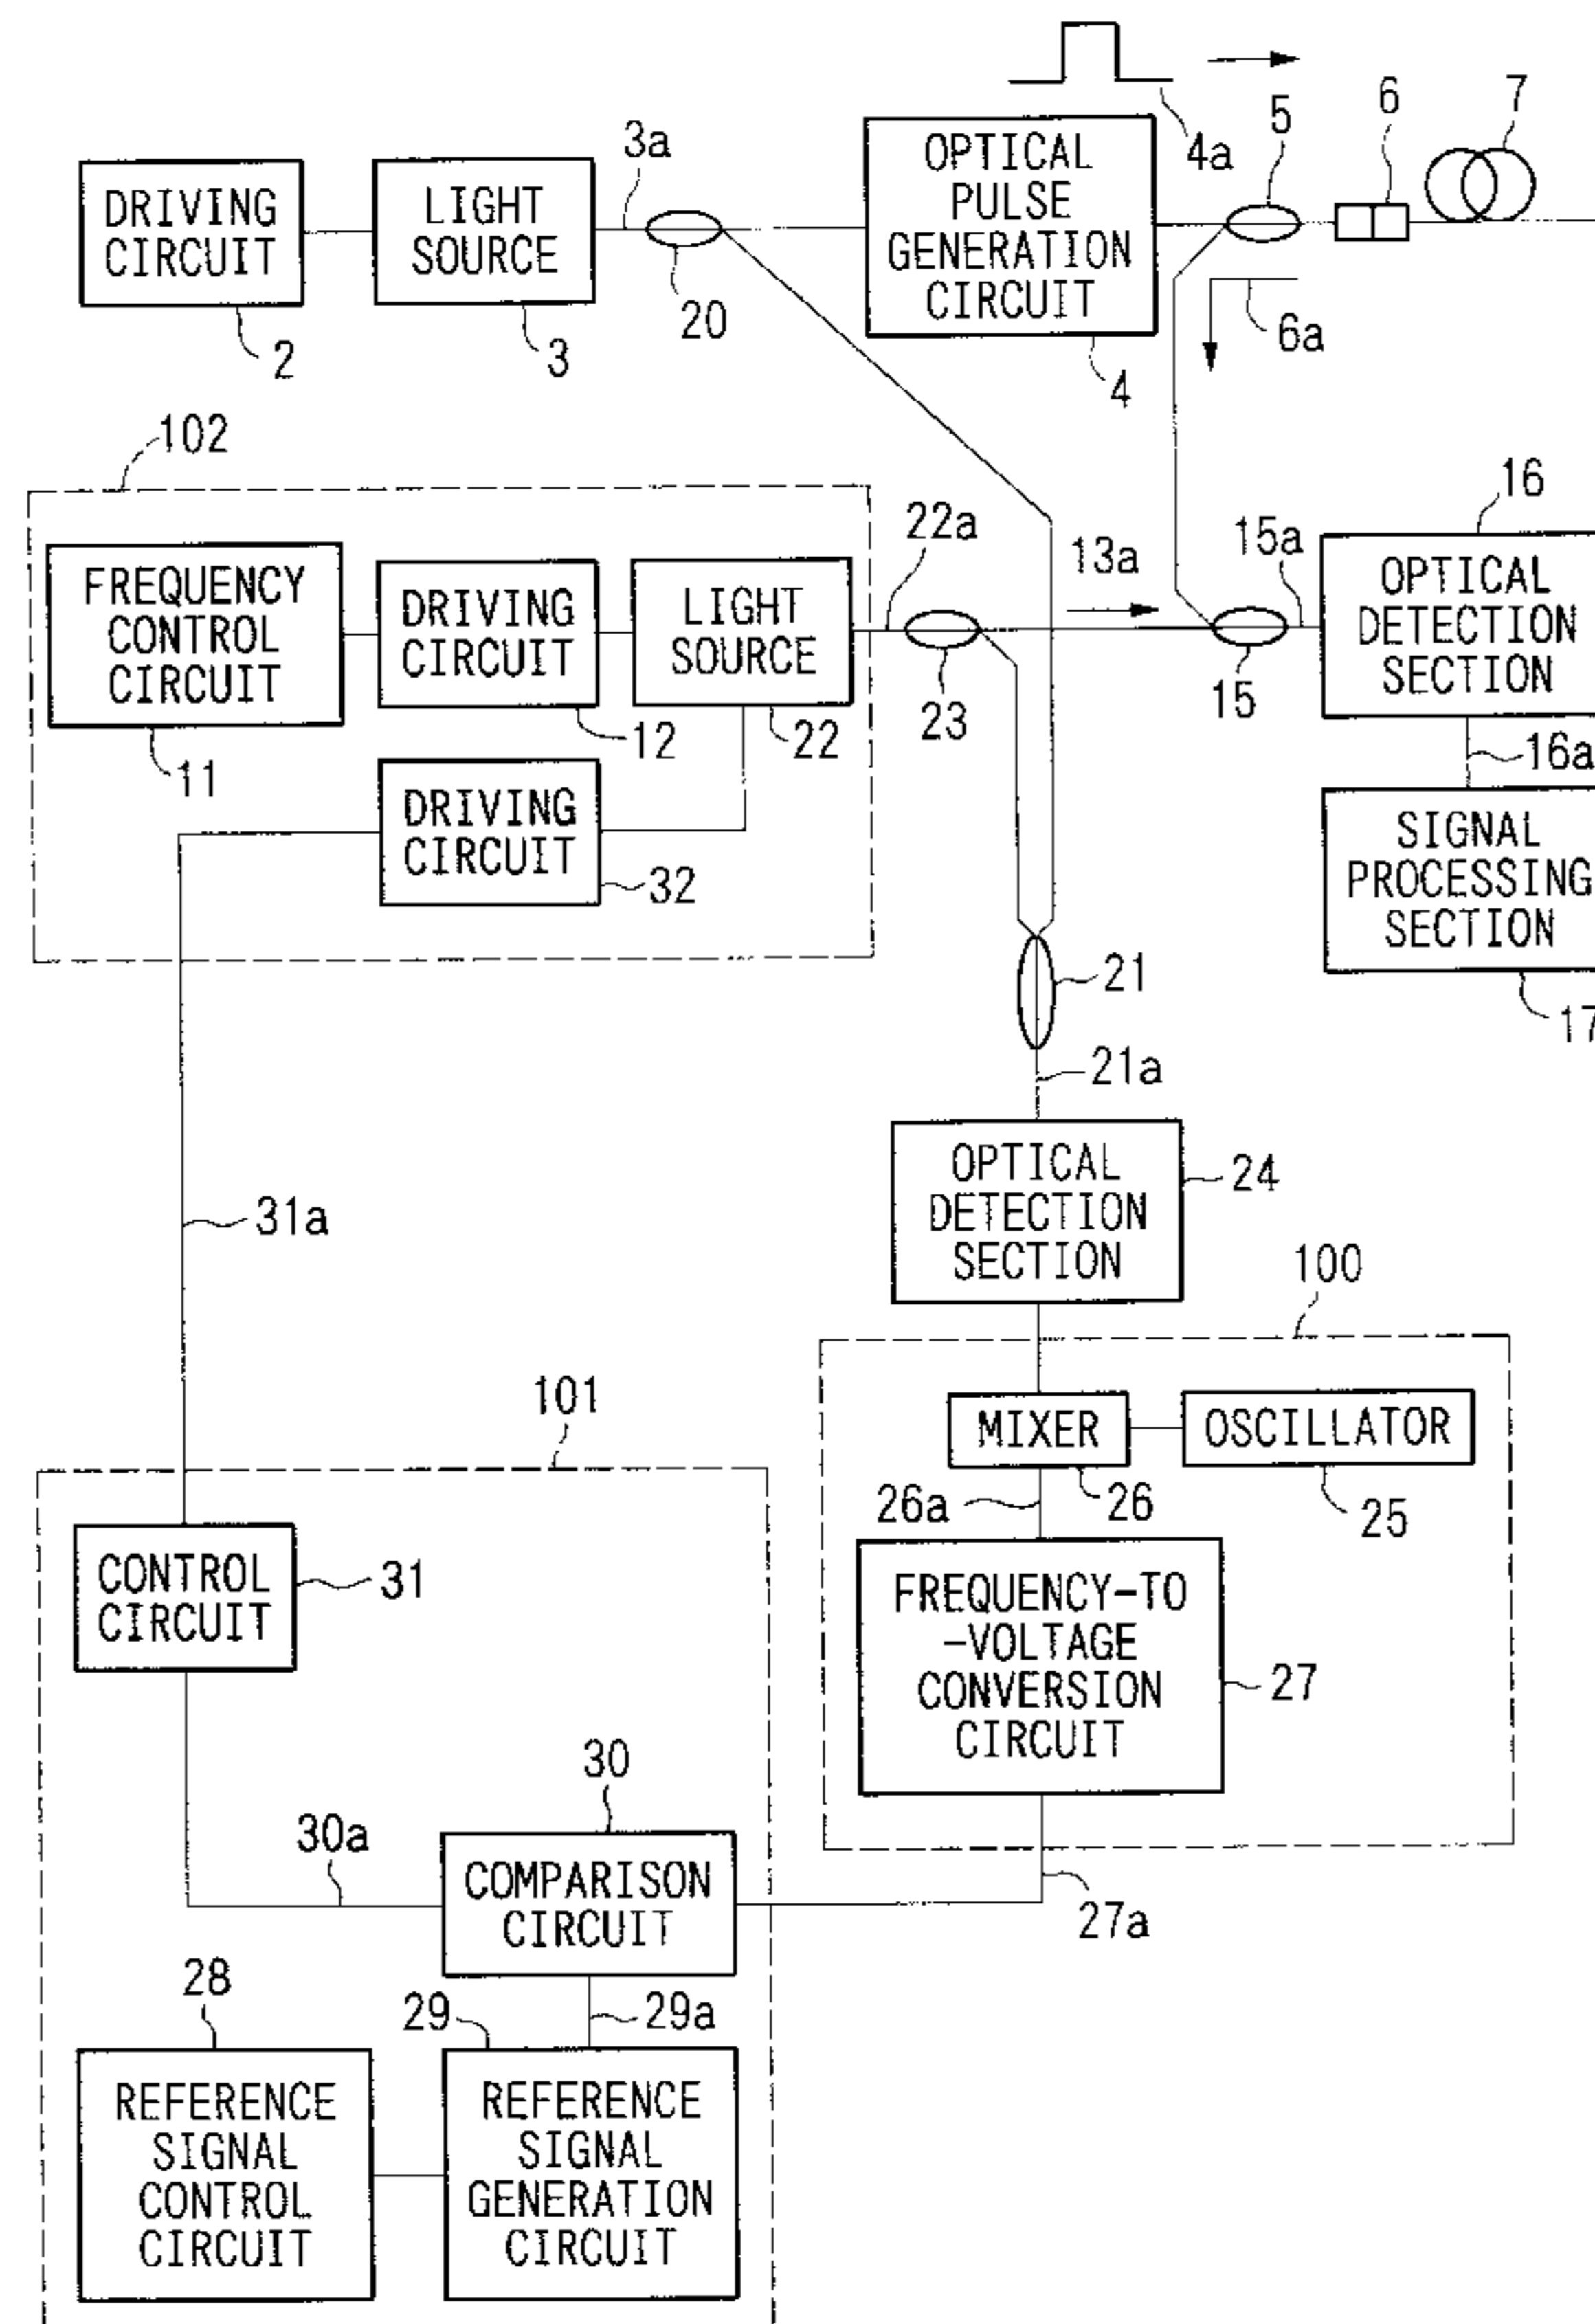 4a
5
6
7
3a
DRIVING
CIRCUIT
2
LIGHT
SOURCE
3
20
OPTICAL
PULSE
GENERATION
CIRCUIT
4
6a
102
FREQUENCY
CONTROL
CIRCUIT
11
DRIVING
CIRCUIT
12
LIGHT
SOURCE
22
22a
23
13a
15a
15
16
OPTICAL
DETECTION
SECTION
16a
DRIVING
CIRCUIT
32
SIGNAL
PROCESSING
SECTION
17
21
21a
31a
OPTICAL
DETECTION
SECTION
24
100
101
MIXER
26
OSCILLATOR
25
26a
CONTROL
CIRCUIT
31
FREQUENCY-TO
-VOLTAGE
CONVERSION
CIRCUIT
27
30
30a
COMPARISON
CIRCUIT
27a
28
29
29a
REFERENCE
SIGNAL
CONTROL
CIRCUIT
REFERENCE
SIGNAL
GENERATION
CIRCUIT